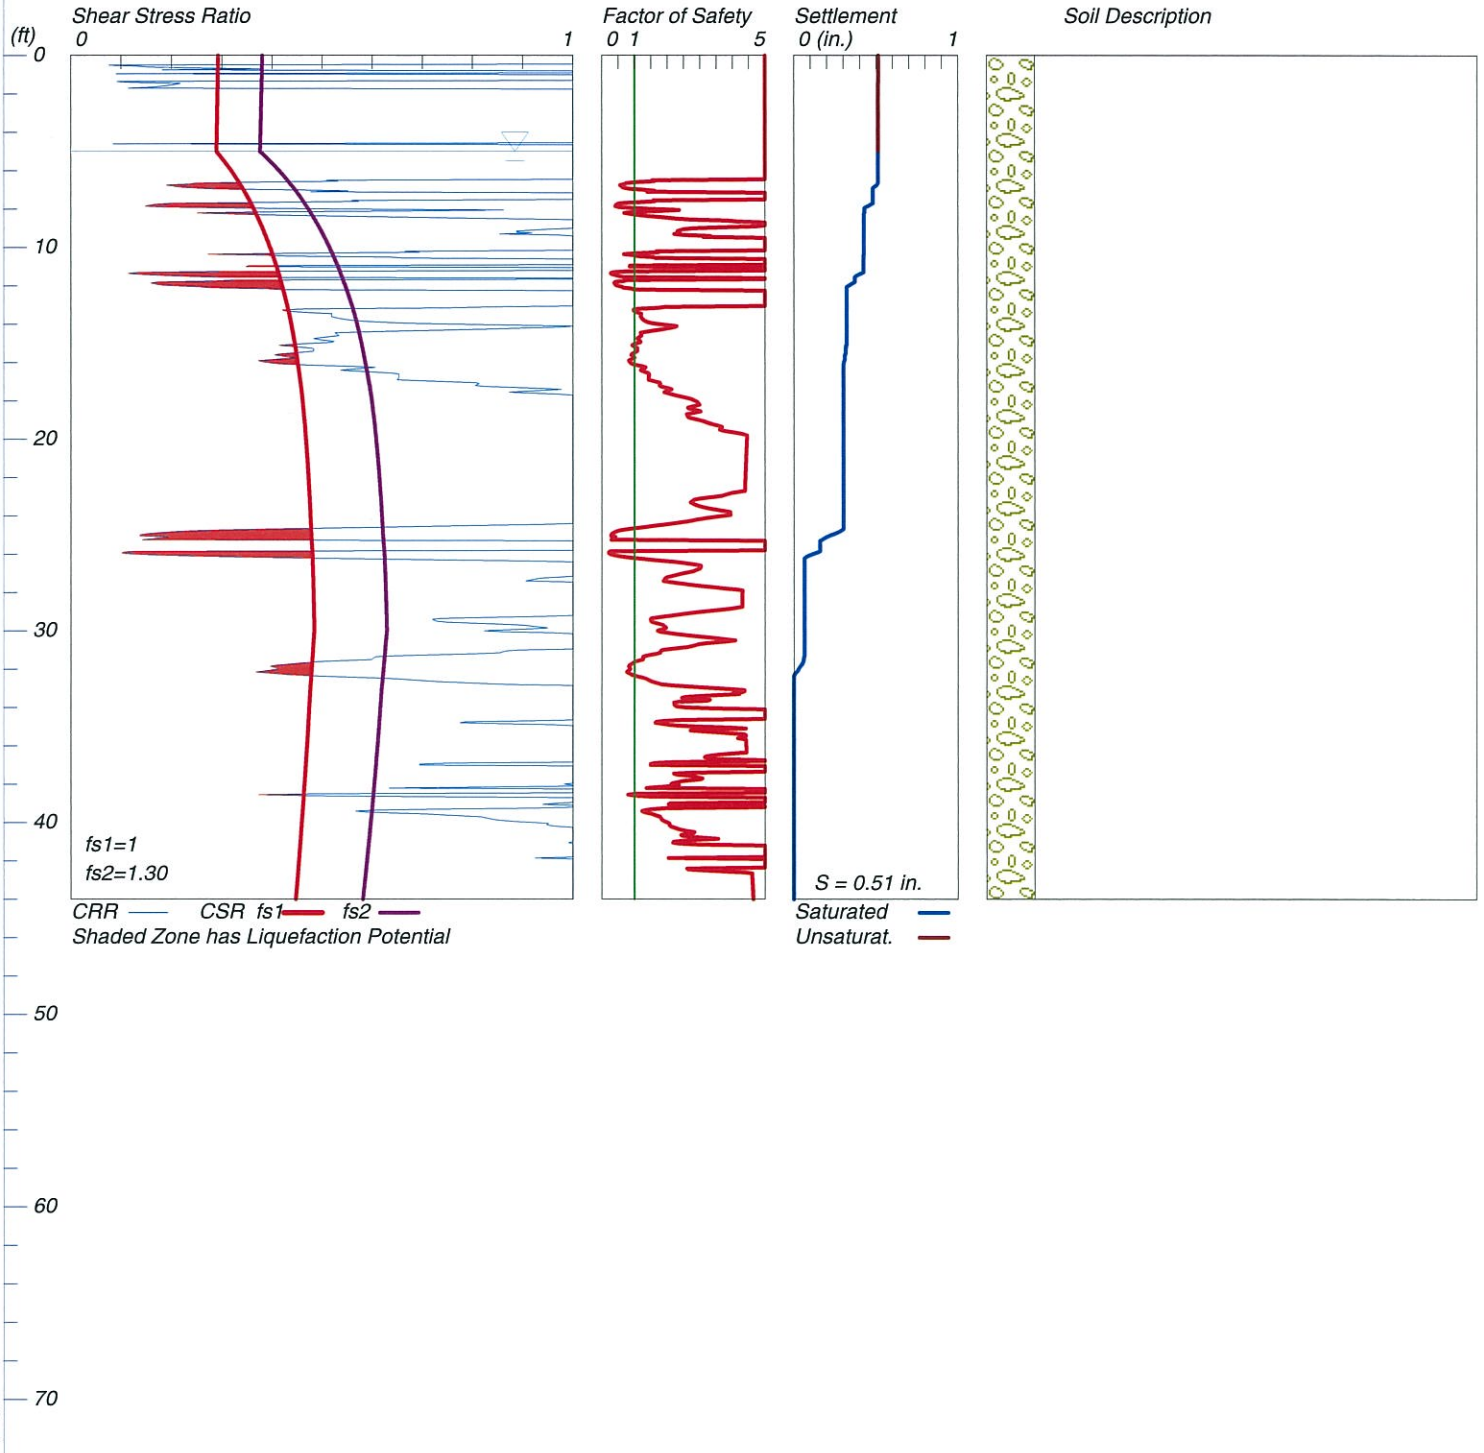 Shear Stress Ratio Factor of Safety Settlement Soil Description
(ft) 0 1 0 1 5 0 (in.) 1
0
10
20
30
40
fs1=1
fs2=1.30 S = 0.51 in.
CRR CSR fs1 fs2 Saturated
Shaded Zone has Liquefaction Potential Unsaturat.
50
60
70